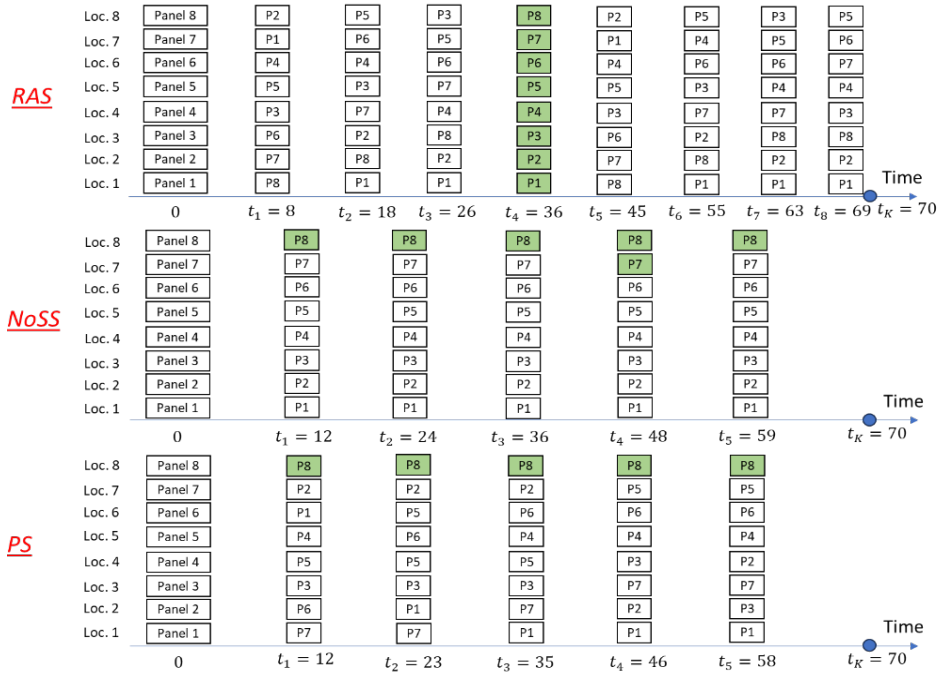 Loc. 8 Panel 8 P2 P5 P3 P8 P2 P5 P3 P5
Loc. 7 Panel 7 P1 P6 P5 P7 P1 P4 P5 P6
Loc. 6 Panel 6 P4 P4 P6 P6 P4 P6 P6 P7
RAS
Loc. 5 Panel 5 P5 P3 P7 P5 P5 P3 P4 P4
Loc. 4 Panel 4 P3 P7 P4 P4 P3 P7 P7 P3
Loc. 3 Panel 3 P6 P2 P8 P3 P6 P2 P8 P8
Loc. 2 Panel 2 P7 P8 P2 P2 P7 P8 P2 P2
Loc. 1 Panel 1 P8 P1 P1 P1 P8 P1 P1 P1 Time
0 t₁ = 8 t₂ = 18 t₃ = 26 t₄ = 36 t₅ = 45 t₆ = 55 t₇ = 63 t₈ = 69 t_K = 70
Loc. 8 Panel 8 P8 P8 P8 P8 P8
Loc. 7 Panel 7 P7 P7 P7 P7 P7
Loc. 6 Panel 6 P6 P6 P6 P6 P6
NoSS
Loc. 5 Panel 5 P5 P5 P5 P5 P5
Loc. 4 Panel 4 P4 P4 P4 P4 P4
Loc. 3 Panel 3 P3 P3 P3 P3 P3
Loc. 2 Panel 2 P2 P2 P2 P2 P2
Loc. 1 Panel 1 P1 P1 P1 P1 P1 Time
0 t₁ = 12 t₂ = 24 t₃ = 36 t₄ = 48 t₅ = 59 t_K = 70
Loc. 8 Panel 8 P8 P8 P8 P8 P8
Loc. 7 Panel 7 P2 P2 P2 P5 P5
Loc. 6 Panel 6 P1 P5 P6 P6 P6
PS
Loc. 5 Panel 5 P4 P6 P4 P4 P4
Loc. 4 Panel 4 P5 P5 P5 P3 P2
Loc. 3 Panel 3 P3 P3 P3 P7 P7
Loc. 2 Panel 2 P6 P1 P7 P2 P3
Loc. 1 Panel 1 P7 P7 P1 P1 P1 Time
0 t₁ = 12 t₂ = 23 t₃ = 35 t₄ = 46 t₅ = 58 t_K = 70